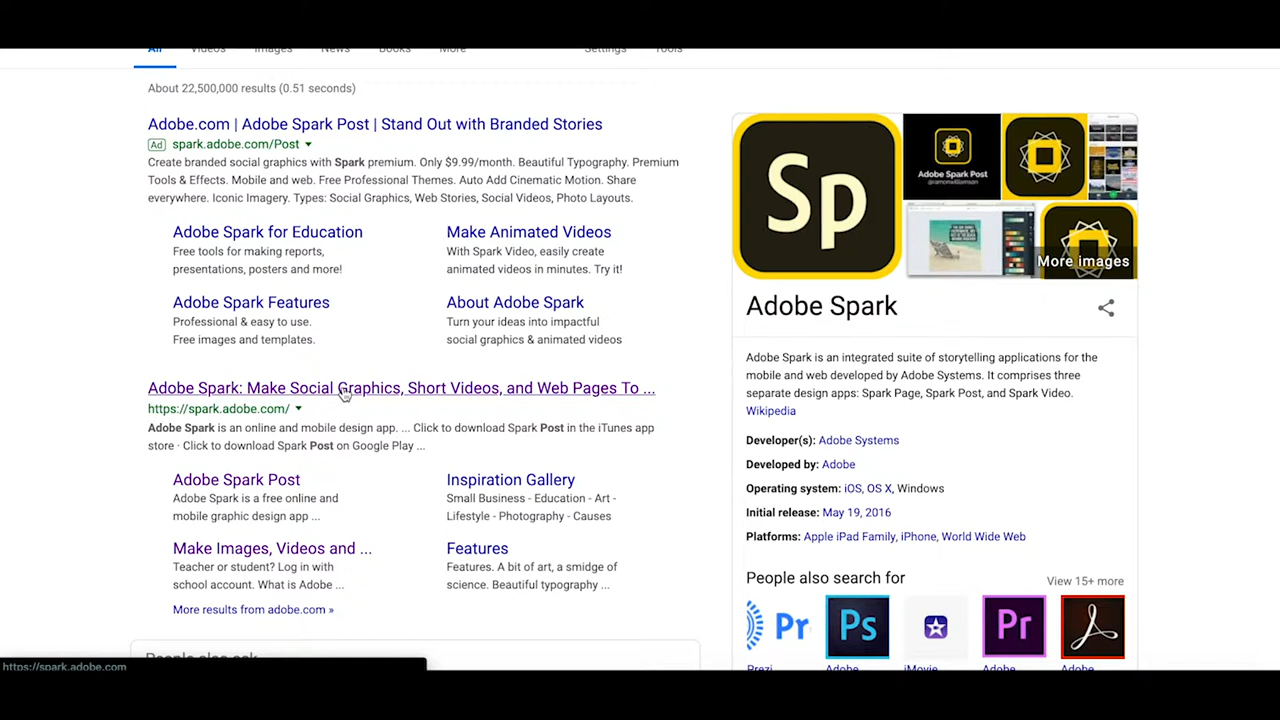 All Videos Images News Books More Settings Tools
About 22,500,000 results (0.51 seconds)
Adobe.com | Adobe Spark Post | Stand Out with Branded Stories
Ad spark.adobe.com/Post
Create branded social graphics with Spark premium. Only $9.99/month. Beautiful Typography. Premium
Tools & Effects. Mobile and web. Free Professional Themes. Auto Add Cinematic Motion. Share
everywhere. Iconic Imagery. Types: Social Graphics, Web Stories, Social Videos, Photo Layouts.
Adobe Spark for Education
Free tools for making reports,
presentations, posters and more!
Make Animated Videos
With Spark Video, easily create
animated videos in minutes. Try it!
Adobe Spark Features
Professional & easy to use.
Free images and templates.
About Adobe Spark
Turn your ideas into impactful
social graphics & animated videos
Adobe Spark: Make Social Graphics, Short Videos, and Web Pages To ...
https://spark.adobe.com/
Adobe Spark is an online and mobile design app. ... Click to download Spark Post in the iTunes app
store · Click to download Spark Post on Google Play ...
Adobe Spark Post
Adobe Spark is a free online and
mobile graphic design app ...
Inspiration Gallery
Small Business - Education - Art -
Lifestyle - Photography - Causes
Make Images, Videos and ...
Teacher or student? Log in with
school account. What is Adobe ...
Features
Features. A bit of art, a smidge of
science. Beautiful typography ...
More results from adobe.com »
People also ask
https://spark.adobe.com
Sp
Adobe Spark Post
@ramonwilliamson
More images
Adobe Spark
Adobe Spark is an integrated suite of storytelling applications for the
mobile and web developed by Adobe Systems. It comprises three
separate design apps: Spark Page, Spark Post, and Spark Video.
Wikipedia
Developer(s): Adobe Systems
Developed by: Adobe
Operating system: iOS, OS X, Windows
Initial release: May 19, 2016
Platforms: Apple iPad Family, iPhone, World Wide Web
People also search for
View 15+ more
Pr
Ps
Pr
Prezi
Adobe
iMovie
Adobe
Adobe